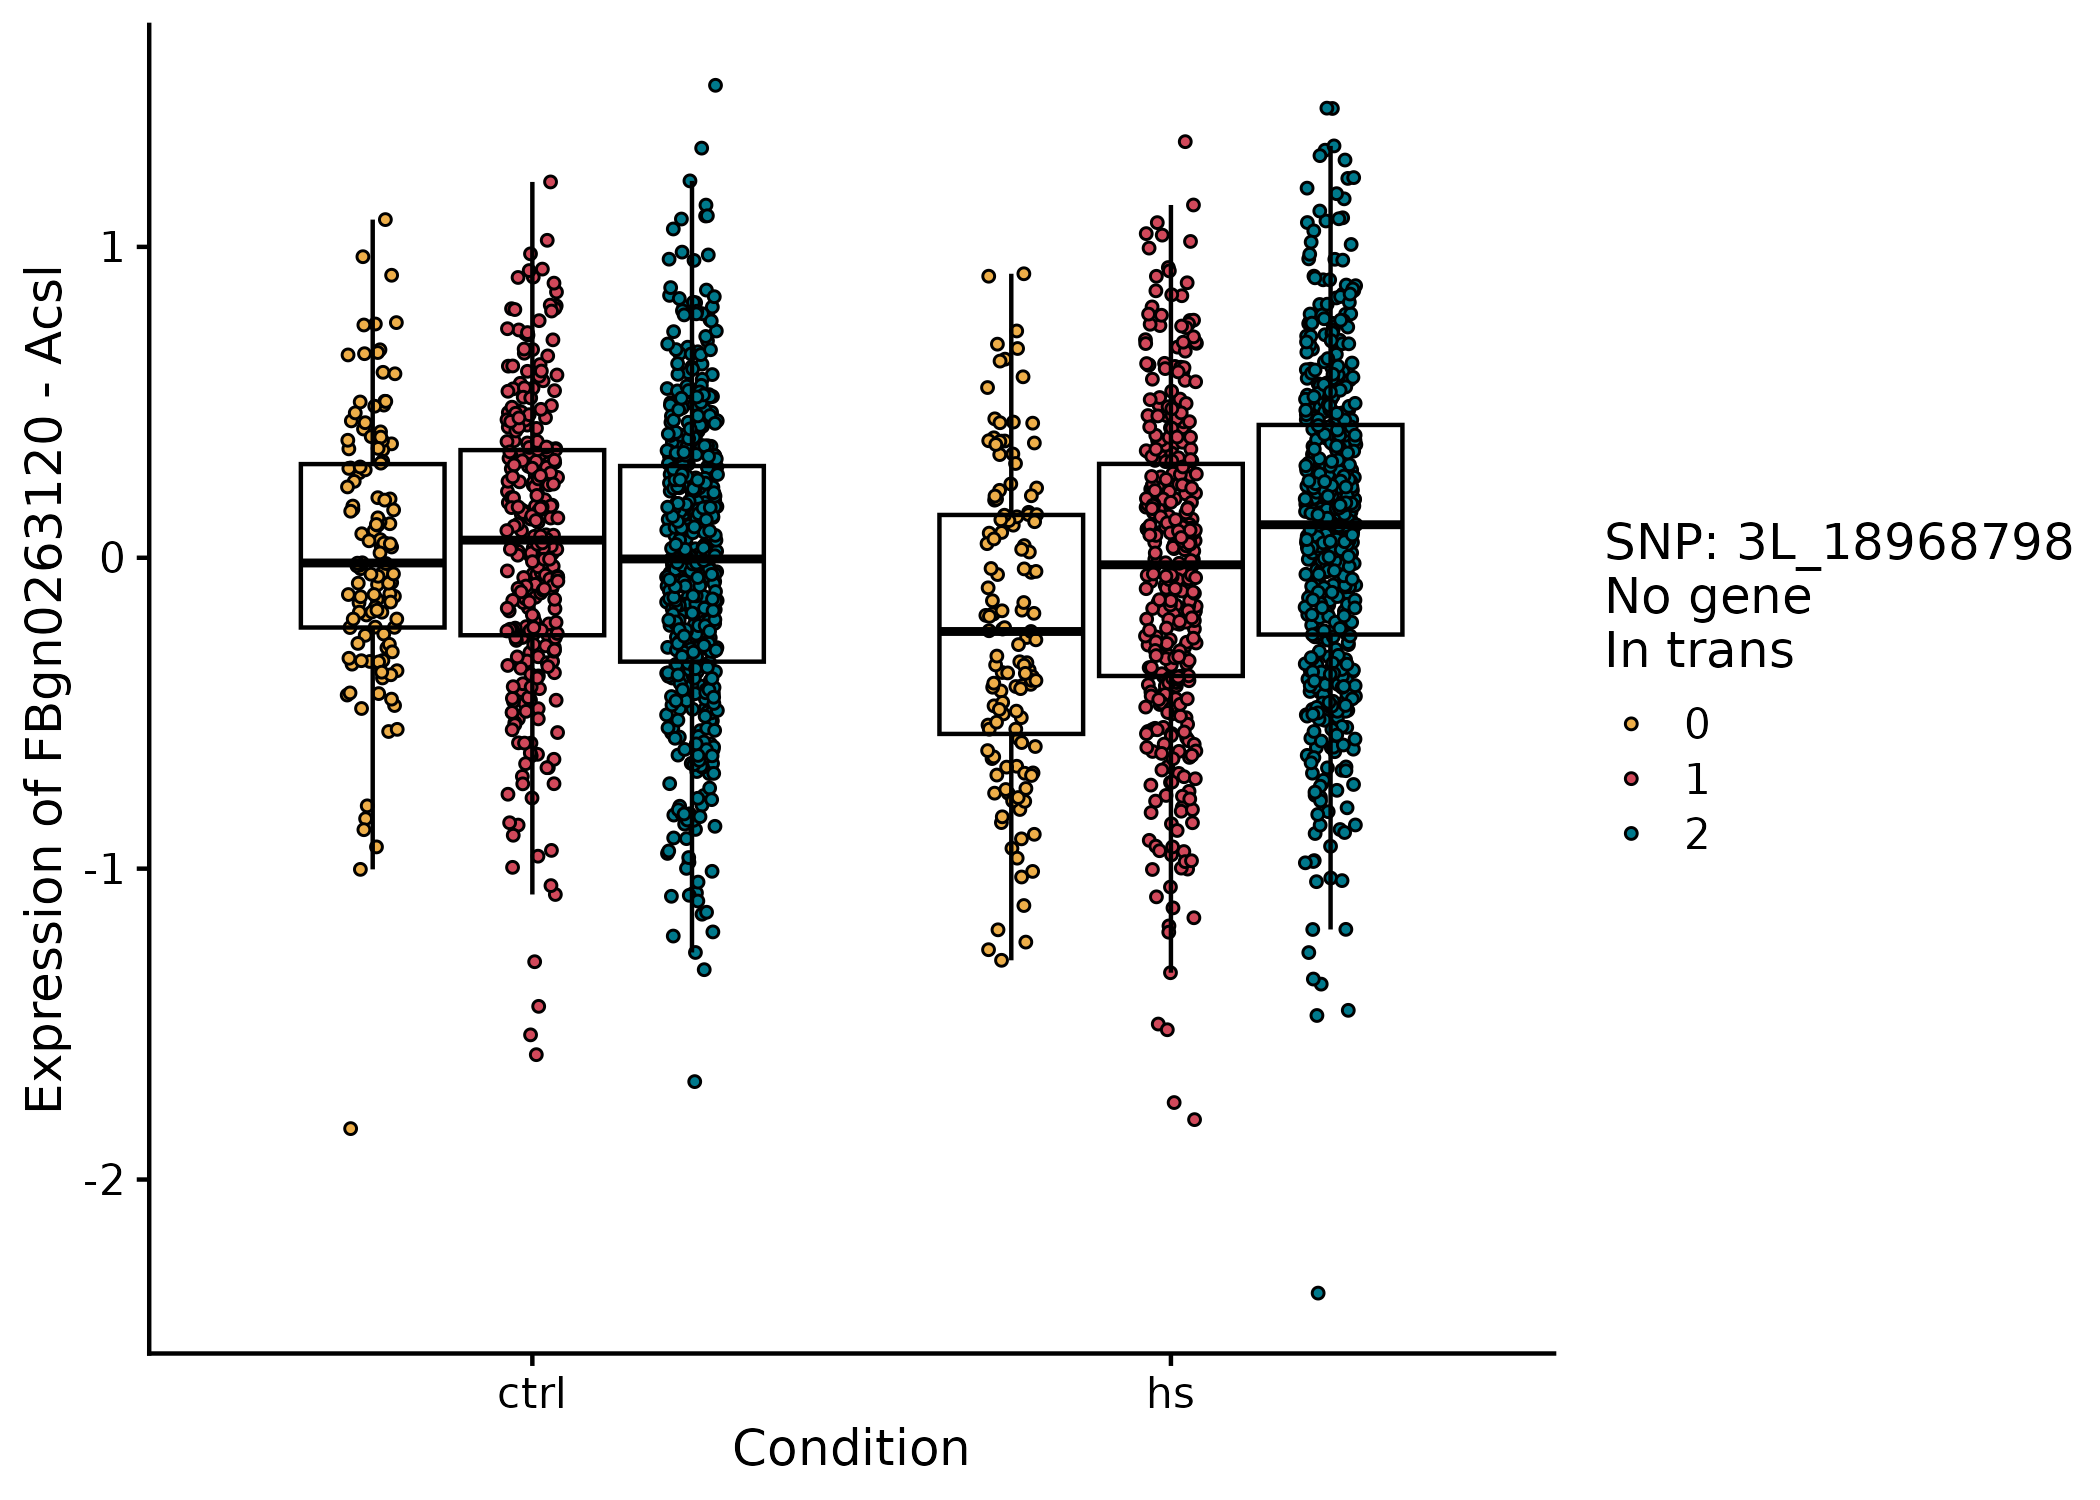 Expression of FBgn0263120 - Acsl
1
0
-1
-2
ctrl
hs
Condition
SNP: 3L_18968798
No gene
In trans
0
1
2